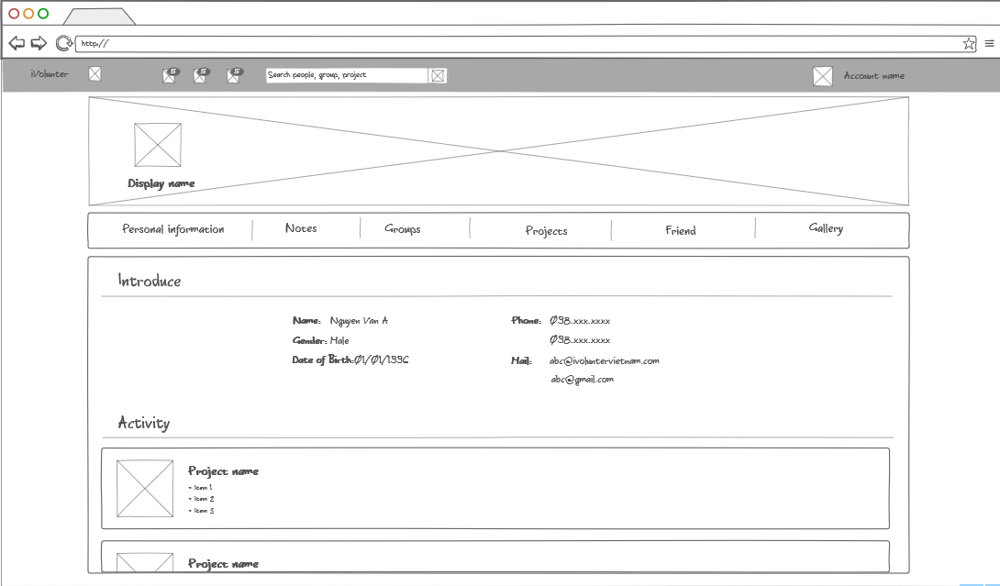 http://
iVolunter
5 5 5
Search people, group, project
Account name
Display name
Personal information Notes Groups Projects Friend Gallery
Introduce
Name: Nguyen Van A Phone: 098.xxx.xxxx
Gender: Male 098.xxx.xxxx
Date of Birth: 01/01/1996 Mail: abc@ivoluntervietnam.com
abc@gmail.com
Activity
Project name
• Item 1
• Item 2
• Item 3
Project name